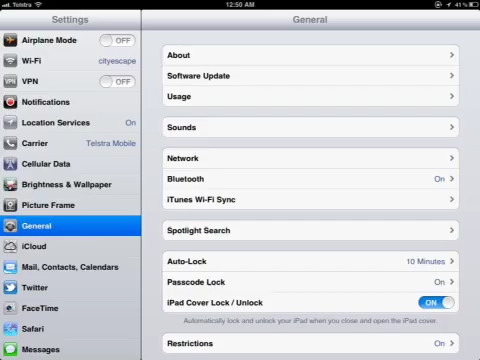 Telstra
12:50 AM
41%
Settings
General
Airplane Mode OFF
Wi-Fi cityescape
VPN VPN OFF
Notifications
Location Services On
Carrier Telstra Mobile
Cellular Data
Brightness & Wallpaper
Picture Frame
General
iCloud
Mail, Contacts, Calendars
Twitter
FaceTime
Safari
Messages
About
Software Update
Usage
Sounds
Network
Bluetooth On
iTunes Wi-Fi Sync
Spotlight Search
Auto-Lock 10 Minutes
Passcode Lock On
iPad Cover Lock / Unlock ON
Automatically lock and unlock your iPad when you close and open the iPad cover.
Restrictions On